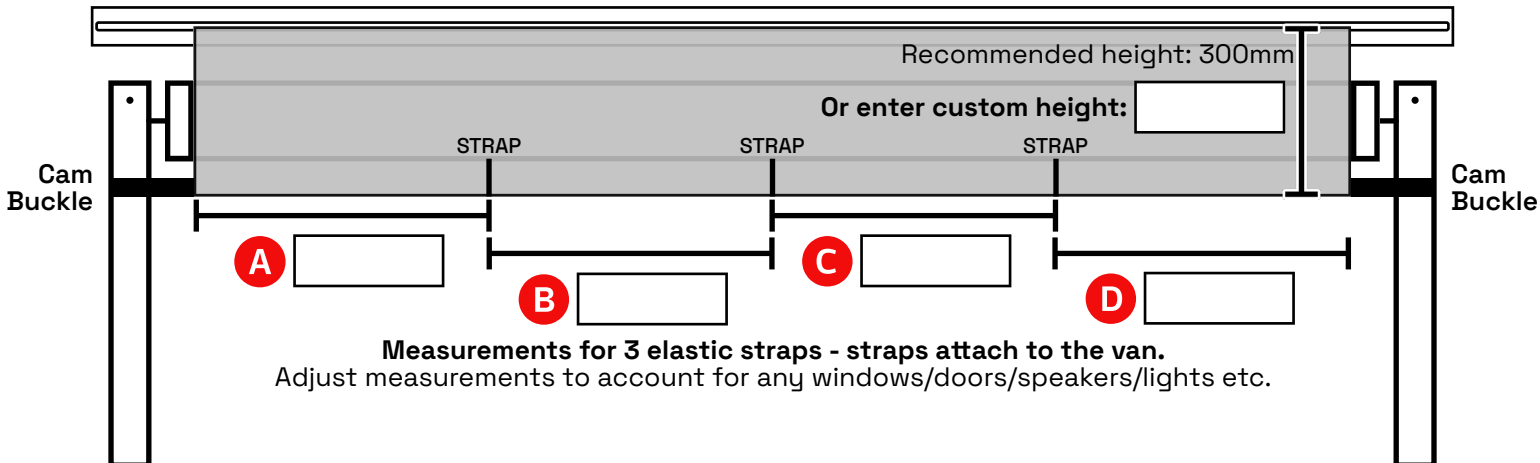 Recommended height: 300mm
Or enter custom height:
STRAP
STRAP
STRAP
Cam
Buckle
Cam
Buckle
A
B
C
D
Measurements for 3 elastic straps - straps attach to the van.
Adjust measurements to account for any windows/doors/speakers/lights etc.